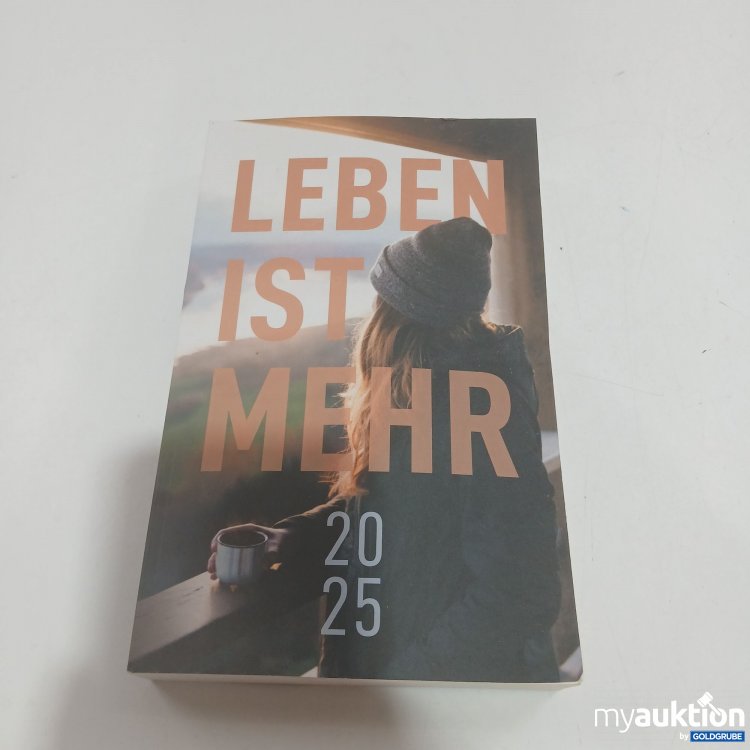 LEBEN
IST
MEHR
20
25
myauktion
by GOLDGRUBE